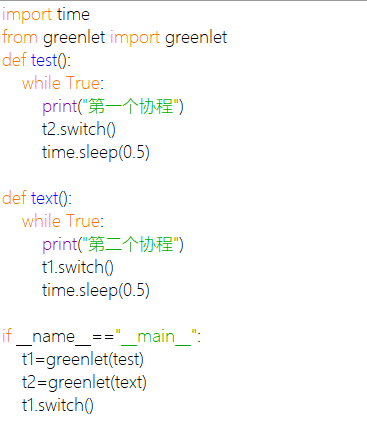 import time
from greenlet import greenlet
def test():
    while True:
        print("第一个协程")
        t2.switch()
        time.sleep(0.5)

def text():
    while True:
        print("第二个协程")
        t1.switch()
        time.sleep(0.5)

if __name__=="__main__":
    t1=greenlet(test)
    t2=greenlet(text)
    t1.switch()